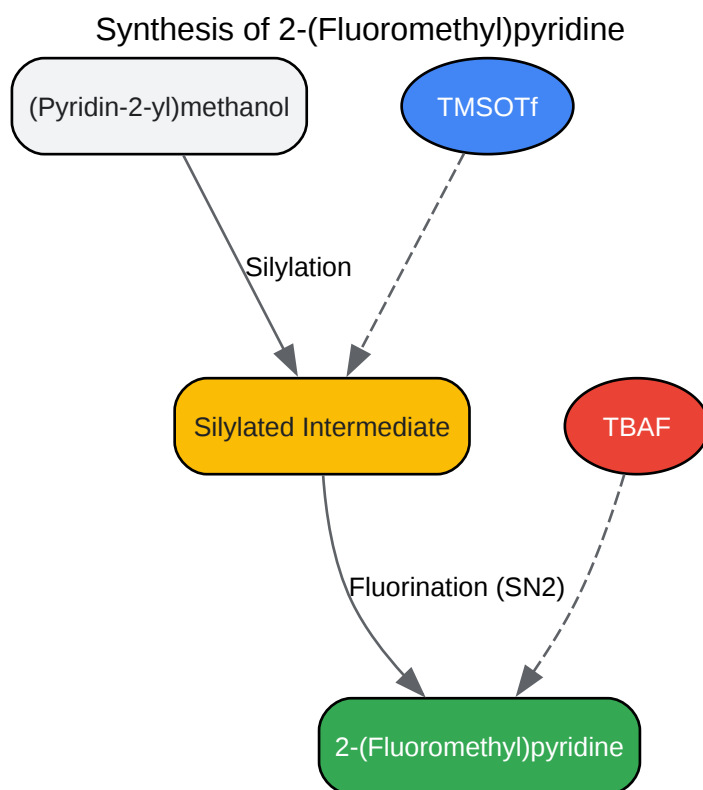 Synthesis of 2-(Fluoromethyl)pyridine
(Pyridin-2-yl)methanol
TMSOTf
Silylation
Silylated Intermediate
TBAF
Fluorination (SN2)
2-(Fluoromethyl)pyridine